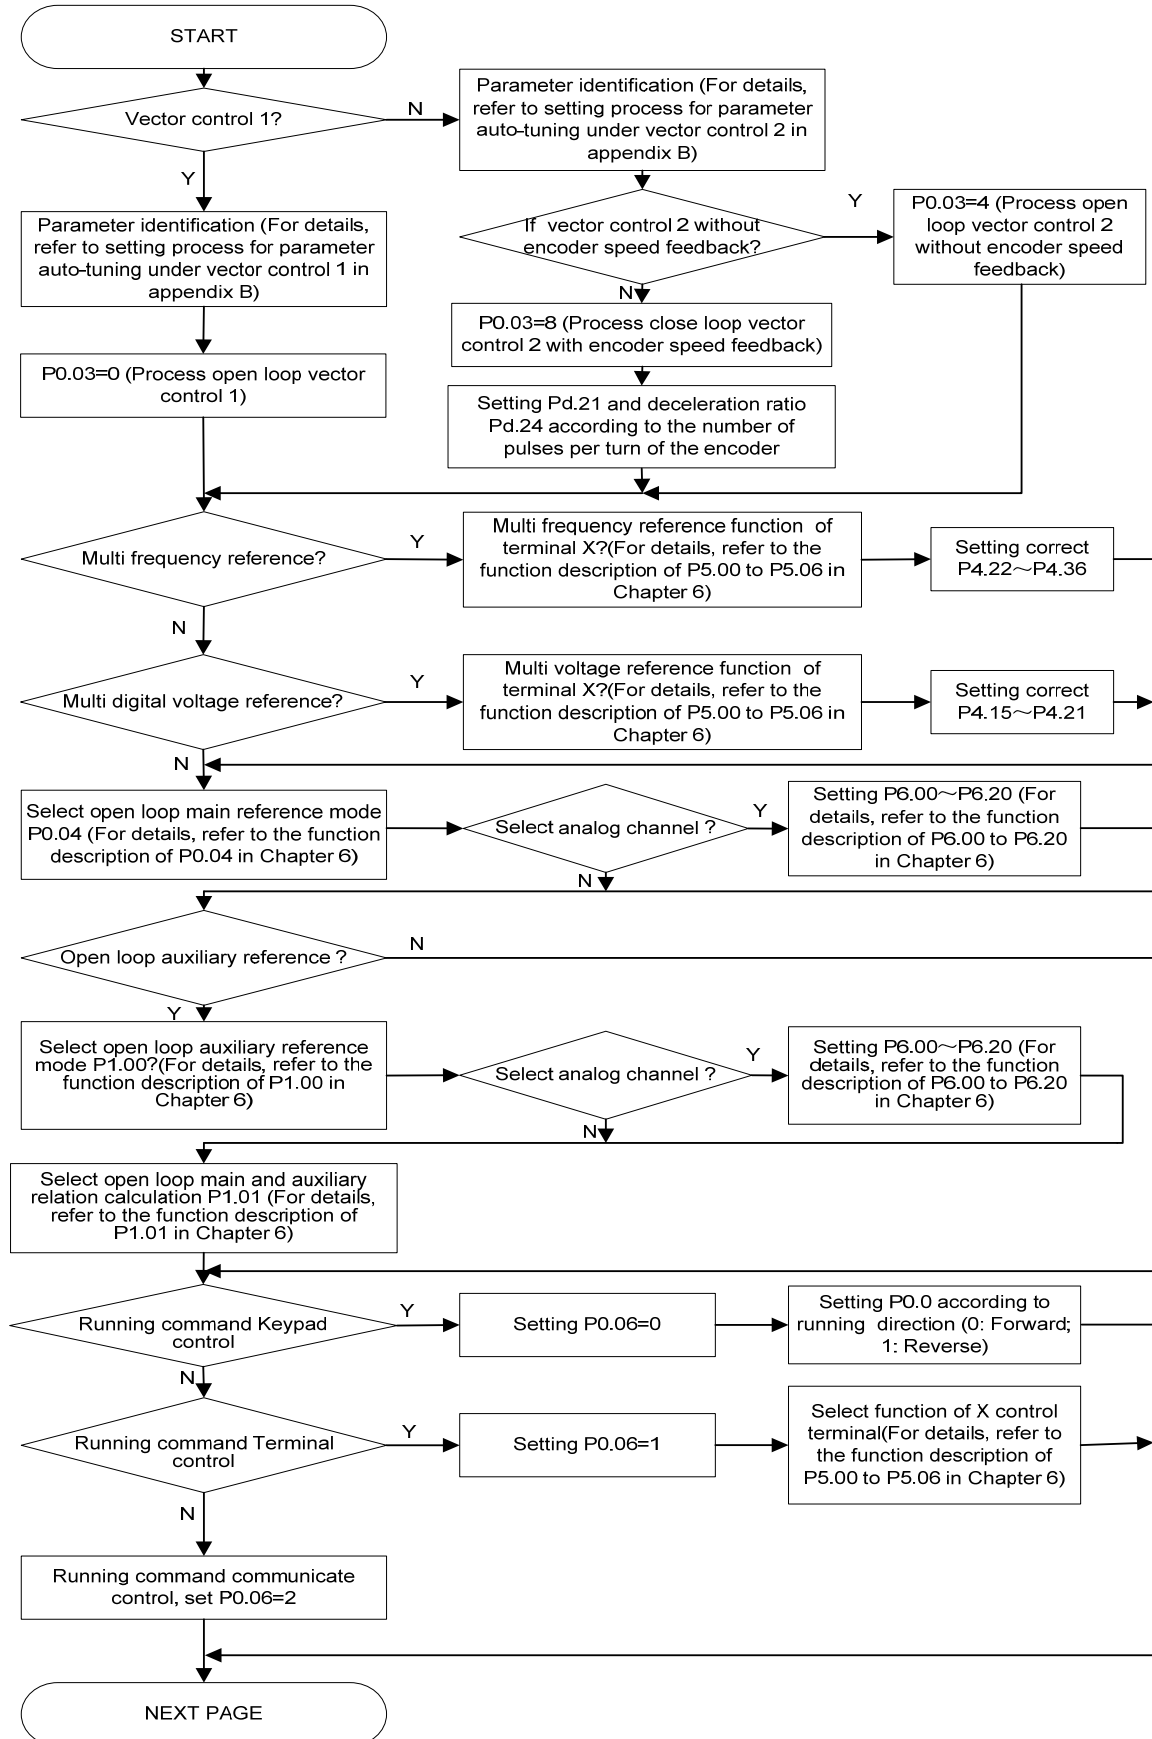 START
Vector control 1?
N
Parameter identification (For details,
refer to setting process for parameter
auto-tuning under vector control 2 in
appendix B)
Y
Parameter identification (For details,
refer to setting process for parameter
auto-tuning under vector control 1 in
appendix B)
If vector control 2 without
encoder speed feedback?
Y
P0.03=4 (Process open
loop vector control 2
without encoder speed
feedback)
N
P0.03=8 (Process close loop vector
control 2 with encoder speed feedback)
P0.03=0 (Process open loop vector
control 1)
Setting Pd.21 and deceleration ratio
Pd.24 according to the number of
pulses per turn of the encoder
Multi frequency reference?
Y
Multi frequency reference function of
terminal X?(For details, refer to the
function description of P5.00 to P5.06 in
Chapter 6)
Setting correct
P4.22～P4.36
N
Multi digital voltage reference?
Y
Multi voltage reference function of
terminal X?(For details, refer to the
function description of P5.00 to P5.06 in
Chapter 6)
Setting correct
P4.15～P4.21
N
Select open loop main reference mode
P0.04 (For details, refer to the function
description of P0.04 in Chapter 6)
Select analog channel ?
Y
Setting P6.00～P6.20 (For
details, refer to the function
description of P6.00 to P6.20
in Chapter 6)
N
Open loop auxiliary reference ?
N
Y
Select open loop auxiliary reference
mode P1.00?(For details, refer to the
function description of P1.00 in
Chapter 6)
Select analog channel ?
Y
Setting P6.00～P6.20 (For
details, refer to the function
description of P6.00 to P6.20
in Chapter 6)
N
Select open loop main and auxiliary
relation calculation P1.01 (For details,
refer to the function description of
P1.01 in Chapter 6)
Running command Keypad
control
Y
Setting P0.06=0
Setting P0.0 according to
running direction (0: Forward;
1: Reverse)
N
Running command Terminal
control
Y
Setting P0.06=1
Select function of X control
terminal(For details, refer to
the function description of
P5.00 to P5.06 in Chapter 6)
N
Running command communicate
control, set P0.06=2
NEXT PAGE